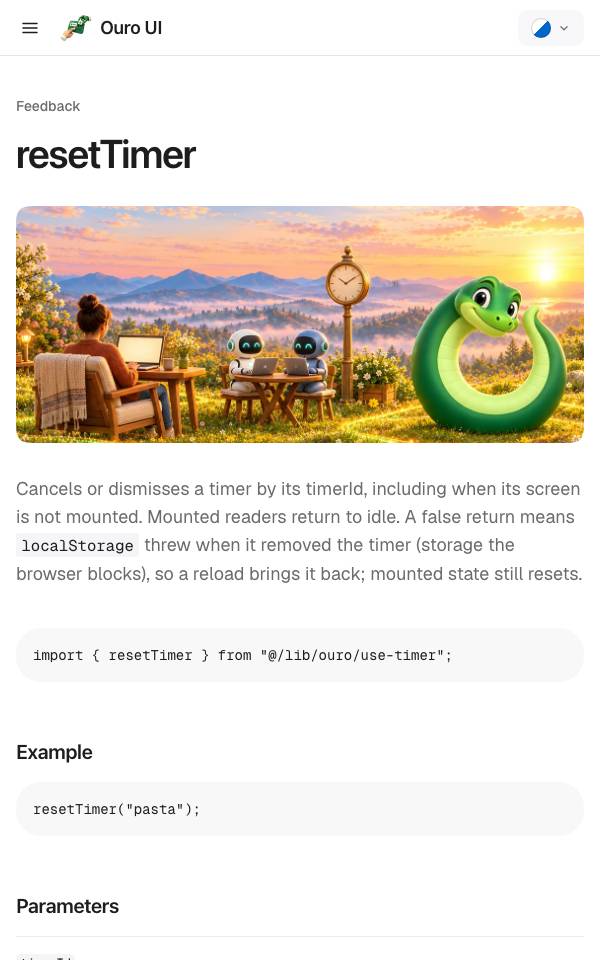 Ouro UI
Feedback
resetTimer
Cancels or dismisses a timer by its timerId, including when its screen
is not mounted. Mounted readers return to idle. A false return means
localStorage threw when it removed the timer (storage the
browser blocks), so a reload brings it back; mounted state still resets.
import { resetTimer } from "@/lib/ouro/use-timer";
Example
resetTimer("pasta");
Parameters